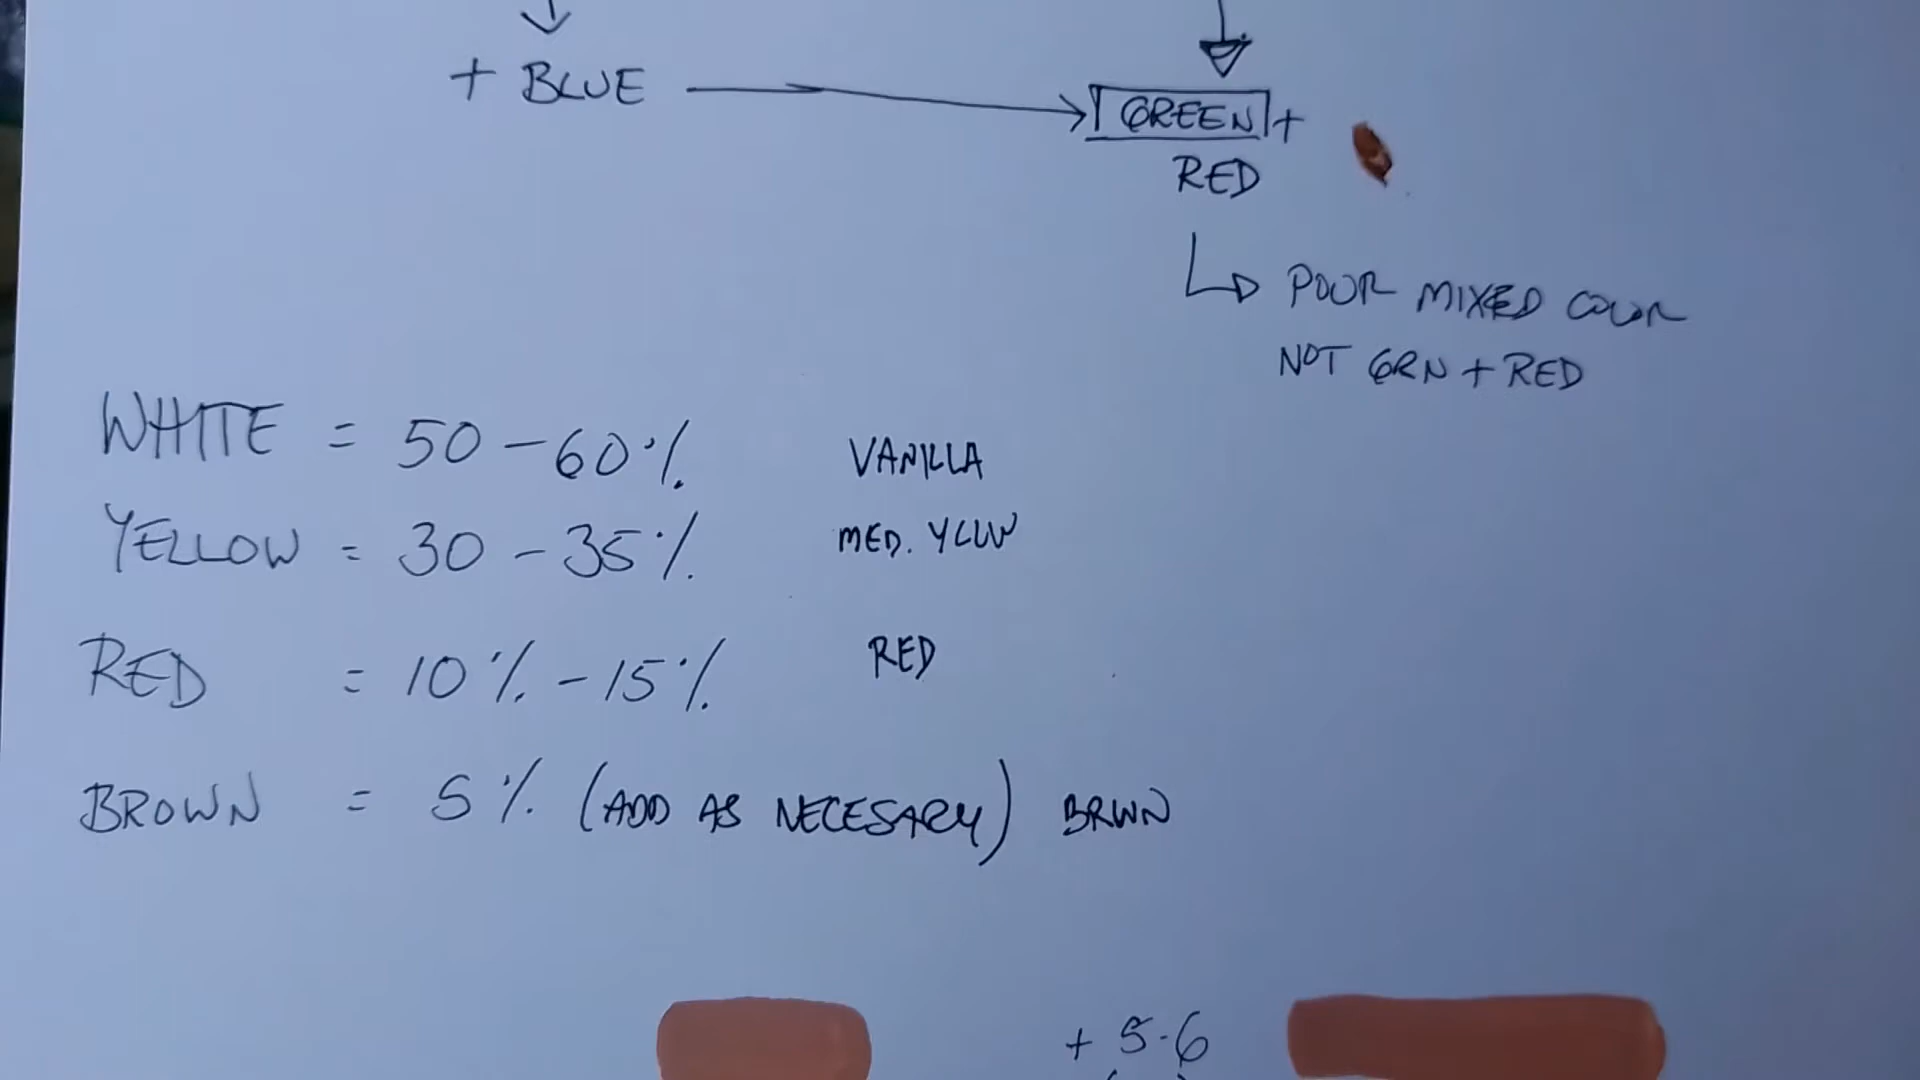 + BLUE
GREEN +
RED
POUR MIXED COLOR
NOT GRN + RED
WHITE = 50 - 60% VANILLA
YELLOW = 30 - 35% MED. YLLW
RED = 10% - 15% RED
BROWN = 5% (ADD AS NECESARY) BRWN
+ 5-6